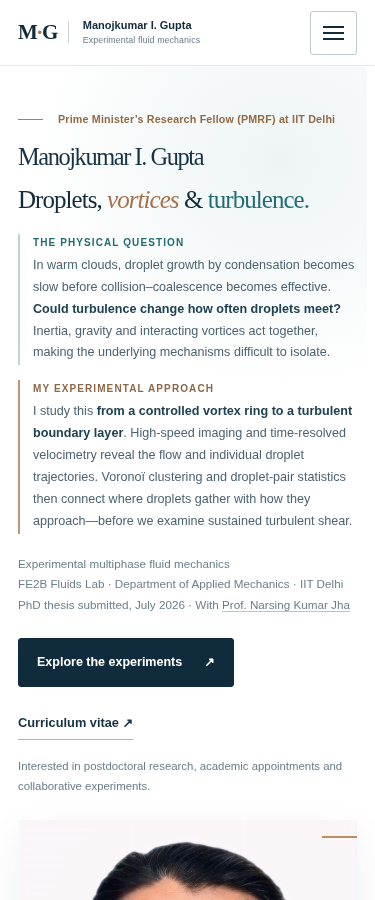 M·G
Manojkumar I. Gupta
Experimental fluid mechanics
Prime Minister's Research Fellow (PMRF) at IIT Delhi
Manojkumar I. Gupta
Droplets, vortices & turbulence.
THE PHYSICAL QUESTION
In warm clouds, droplet growth by condensation becomes
slow before collision–coalescence becomes effective.
Could turbulence change how often droplets meet?
Inertia, gravity and interacting vortices act together,
making the underlying mechanisms difficult to isolate.
MY EXPERIMENTAL APPROACH
I study this from a controlled vortex ring to a turbulent
boundary layer. High-speed imaging and time-resolved
velocimetry reveal the flow and individual droplet
trajectories. Voronoï clustering and droplet-pair statistics
then connect where droplets gather with how they
approach—before we examine sustained turbulent shear.
Experimental multiphase fluid mechanics
FE2B Fluids Lab · Department of Applied Mechanics · IIT Delhi
PhD thesis submitted, July 2026 · With Prof. Narsing Kumar Jha
Explore the experiments ↗
Curriculum vitae ↗
Interested in postdoctoral research, academic appointments and
collaborative experiments.